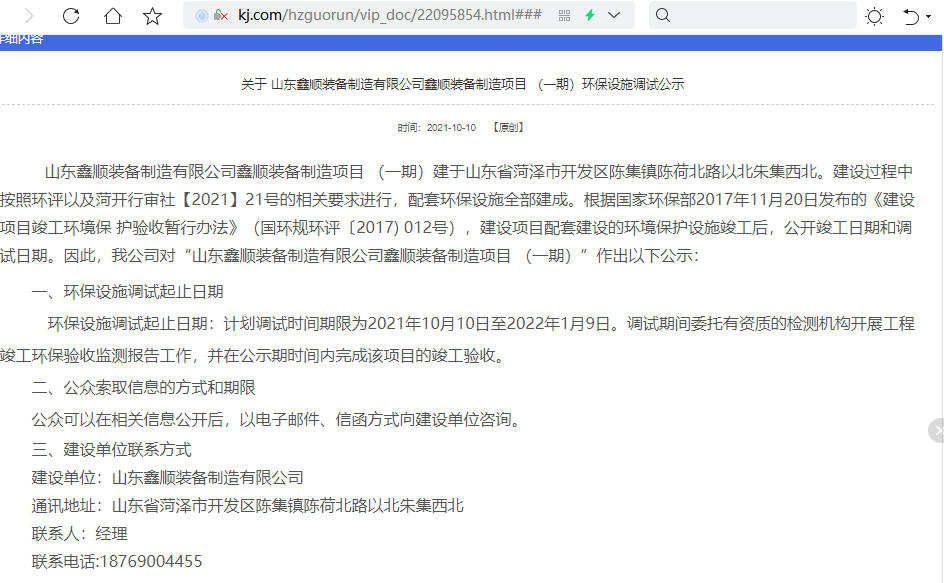 kj.com/hzguorun/vip_doc/22095854.html###
详细内容
关于 山东鑫顺装备制造有限公司鑫顺装备制造项目 （一期）环保设施调试公示
时间：2021-10-10 【原创】
山东鑫顺装备制造有限公司鑫顺装备制造项目 （一期）建于山东省菏泽市开发区陈集镇陈荷北路以北朱集西北。建设过程中
按照环评以及菏开行审社【2021】21号的相关要求进行，配套环保设施全部建成。根据国家环保部2017年11月20日发布的《建设
项目竣工环境保 护验收暂行办法》（国环规环评〔2017) 012号），建设项目配套建设的环境保护设施竣工后，公开竣工日期和调
试日期。因此，我公司对“山东鑫顺装备制造有限公司鑫顺装备制造项目 （一期）”作出以下公示：
一、环保设施调试起止日期
环保设施调试起止日期：计划调试时间期限为2021年10月10日至2022年1月9日。调试期间委托有资质的检测机构开展工程
竣工环保验收监测报告工作，并在公示期时间内完成该项目的竣工验收。
二、公众索取信息的方式和期限
公众可以在相关信息公开后，以电子邮件、信函方式向建设单位咨询。
三、建设单位联系方式
建设单位：山东鑫顺装备制造有限公司
通讯地址：山东省菏泽市开发区陈集镇陈荷北路以北朱集西北
联系人：经理
联系电话:18769004455